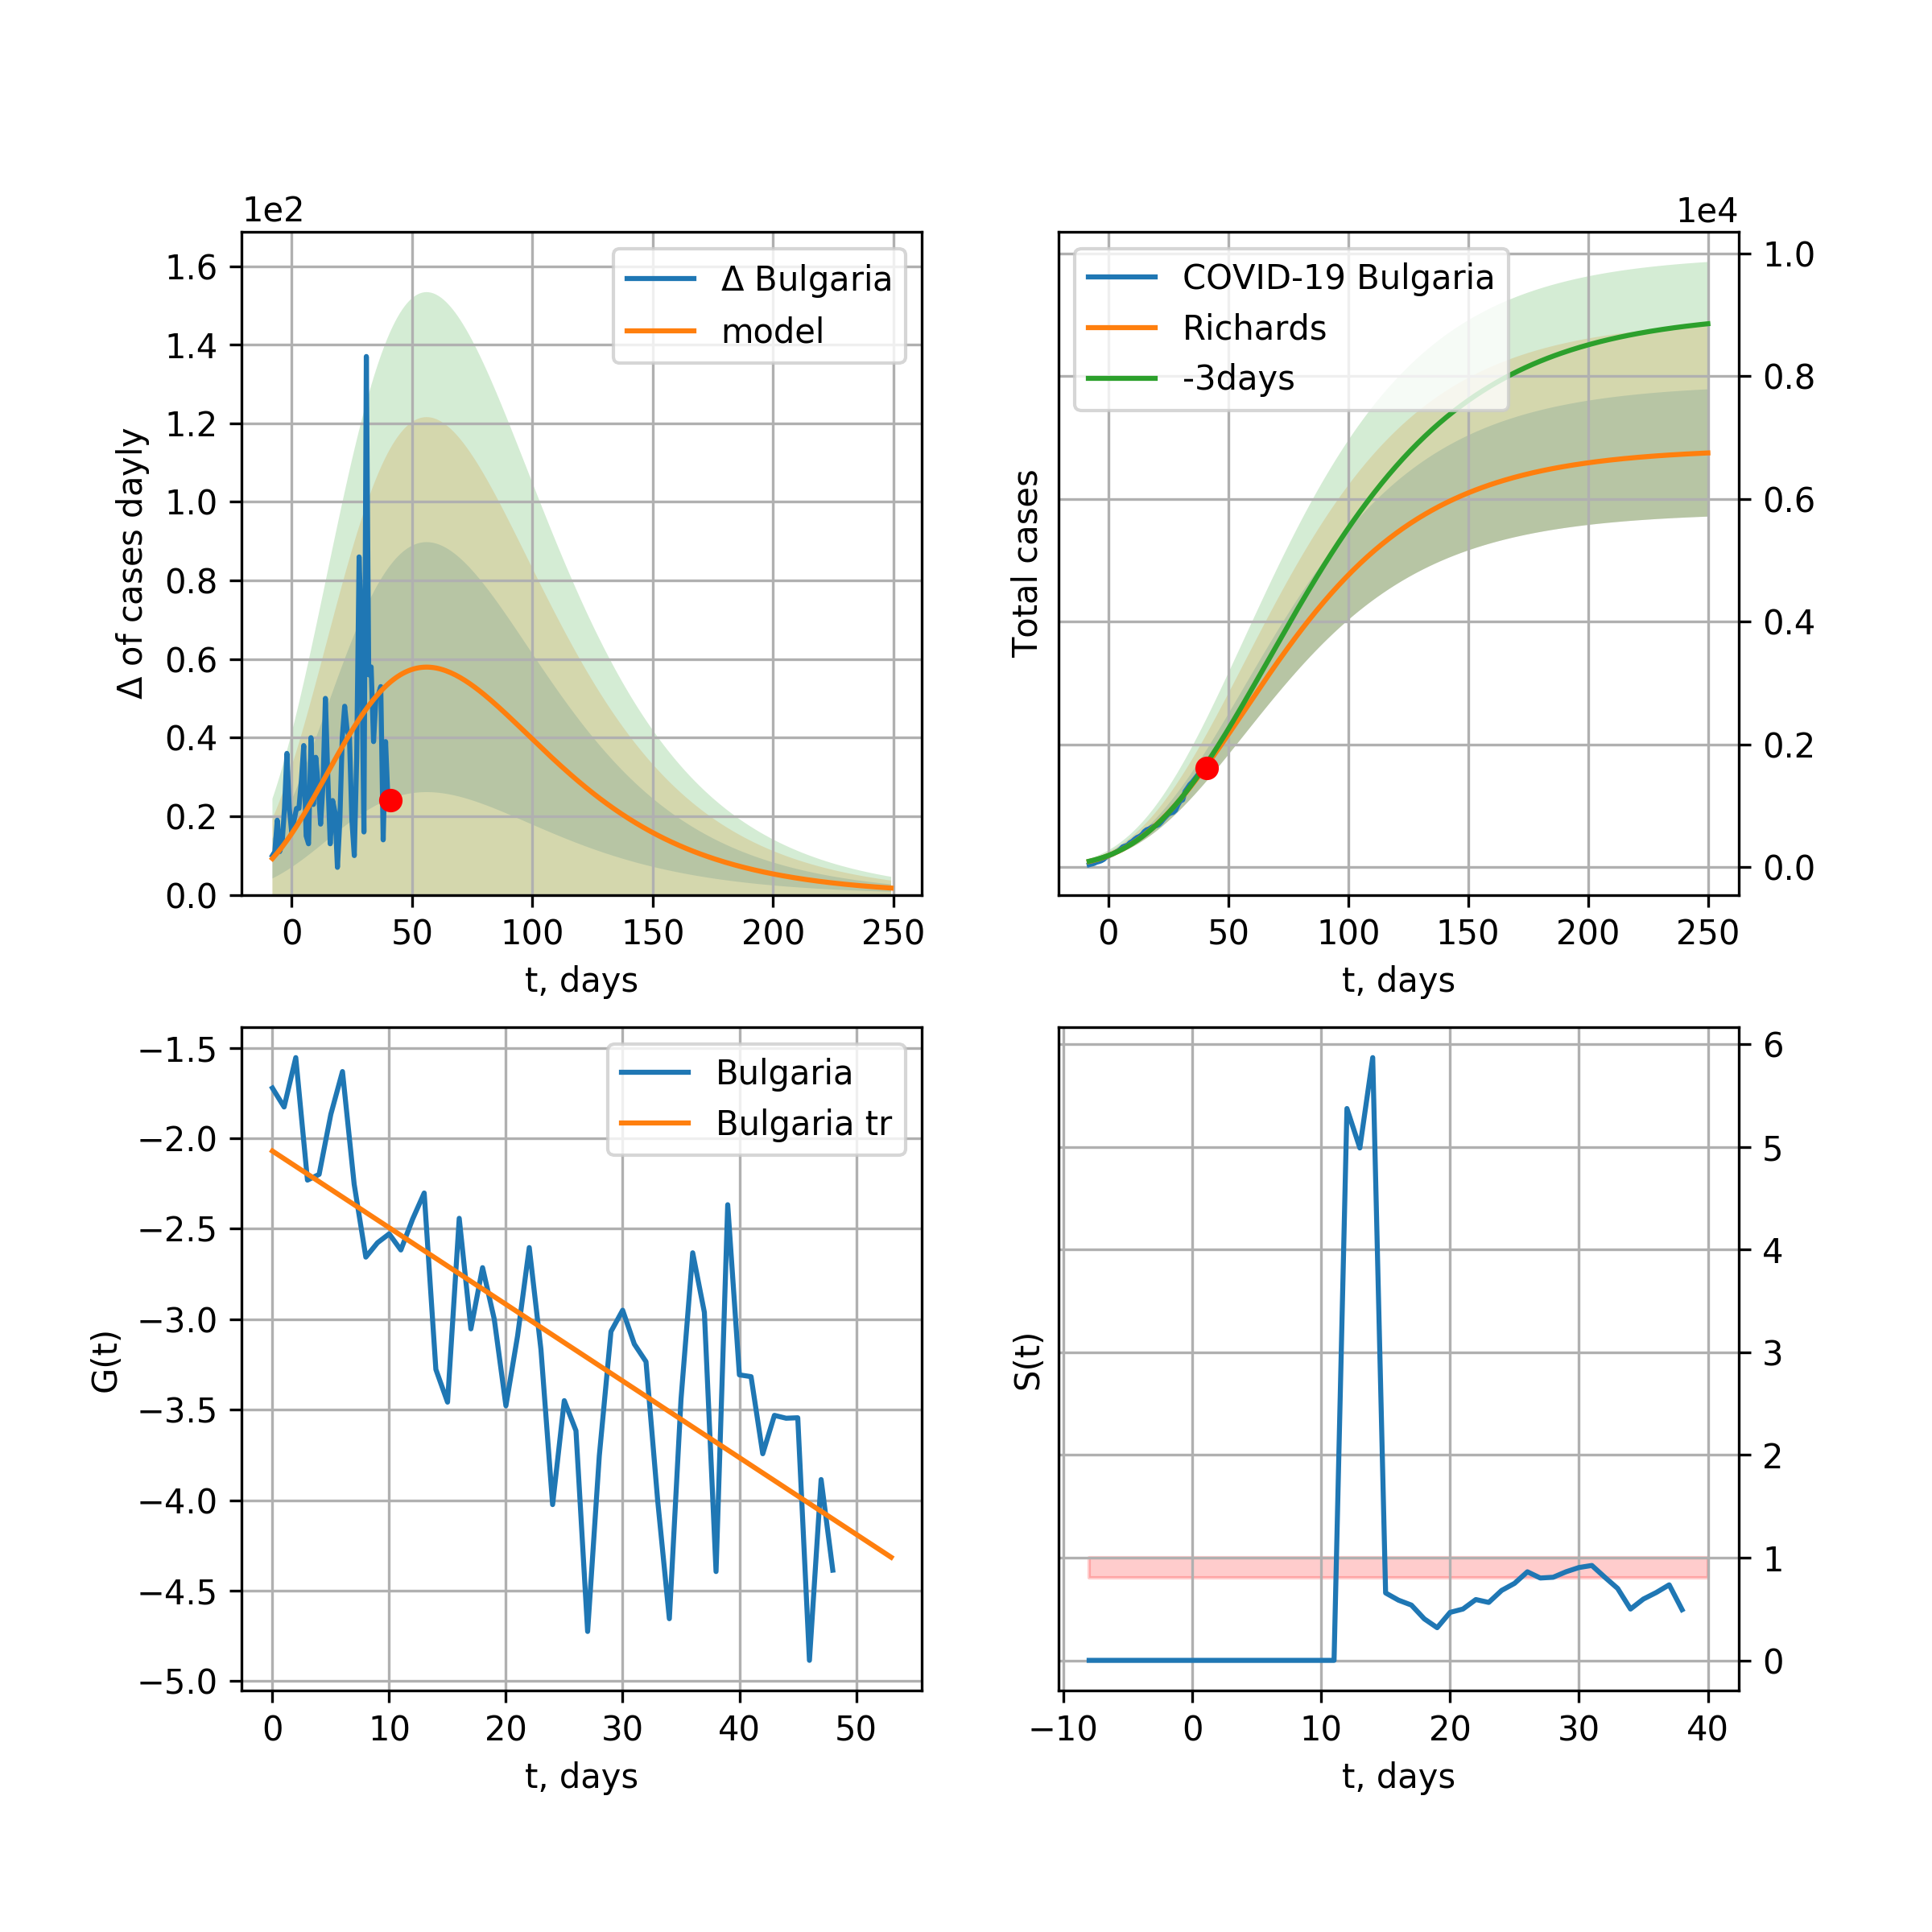 1e2
1.6
1.4
1.2
1.0
0.8
0.6
0.4
0.2
0.0
Δ of cases dayly
Δ Bulgaria
model
0 50 100 150 200 250
t, days
1e4
COVID-19 Bulgaria
Richards
-3days
Total cases
1.0
0.8
0.6
0.4
0.2
0.0
0 50 100 150 200 250
t, days
−1.5
−2.0
−2.5
−3.0
−3.5
−4.0
−4.5
−5.0
G(t)
Bulgaria
Bulgaria tr
0 10 20 30 40 50
t, days
S(t)
6
5
4
3
2
1
0
−10 0 10 20 30 40
t, days